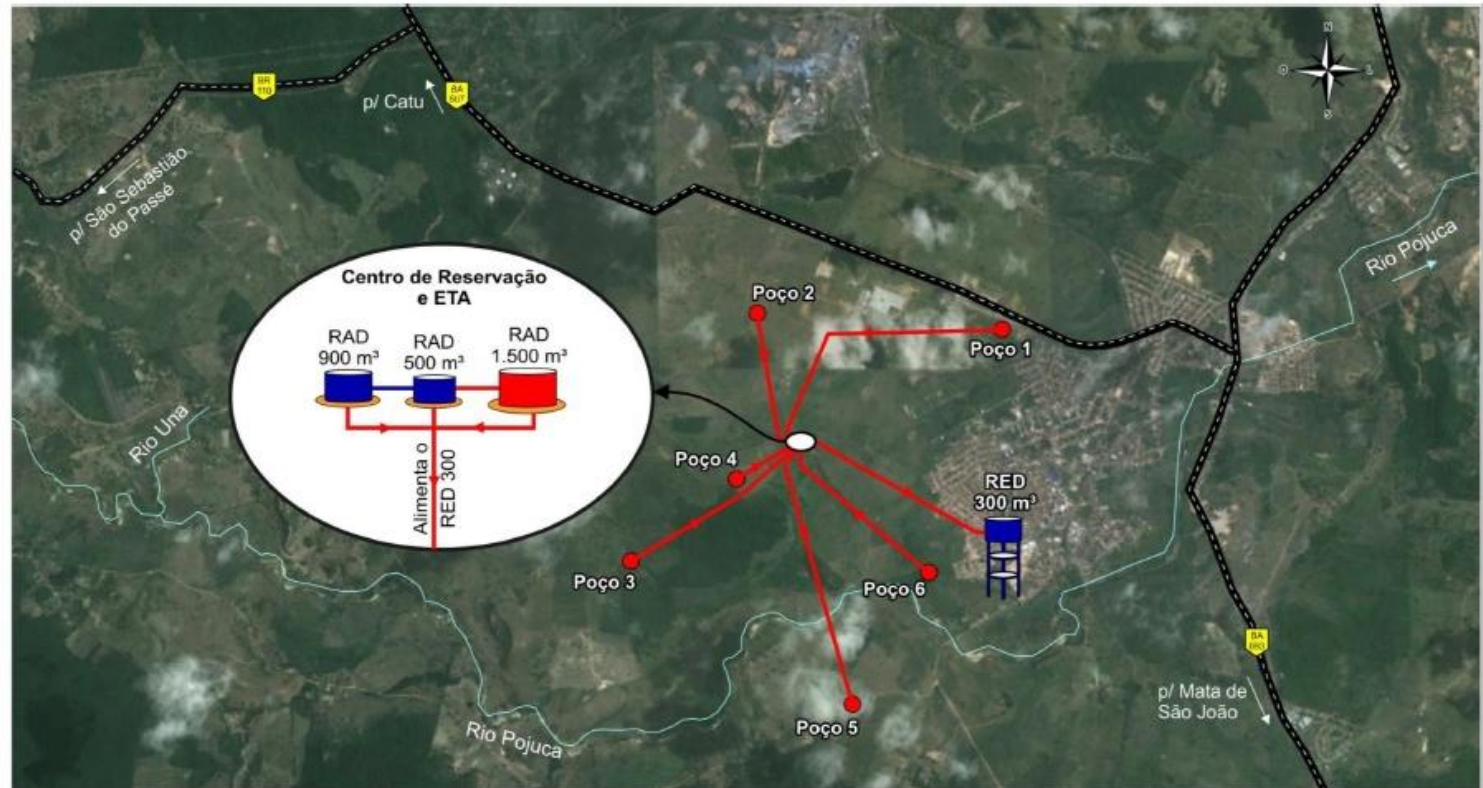 N
O
L
S
BR
110
p/ Catu
BA
507
p/ São Sebastião
do Passé
Rio Pojuca
Centro de Reservação
e ETA
RAD
900 m³
RAD
500 m³
RAD
1.500 m³
Alimenta o
RED 300
Poço 2
Poço 1
Rio Una
Poço 4
RED
300 m³
Poço 3
Poço 6
Poço 5
Rio Pojuca
BA
093
p/ Mata de
São João